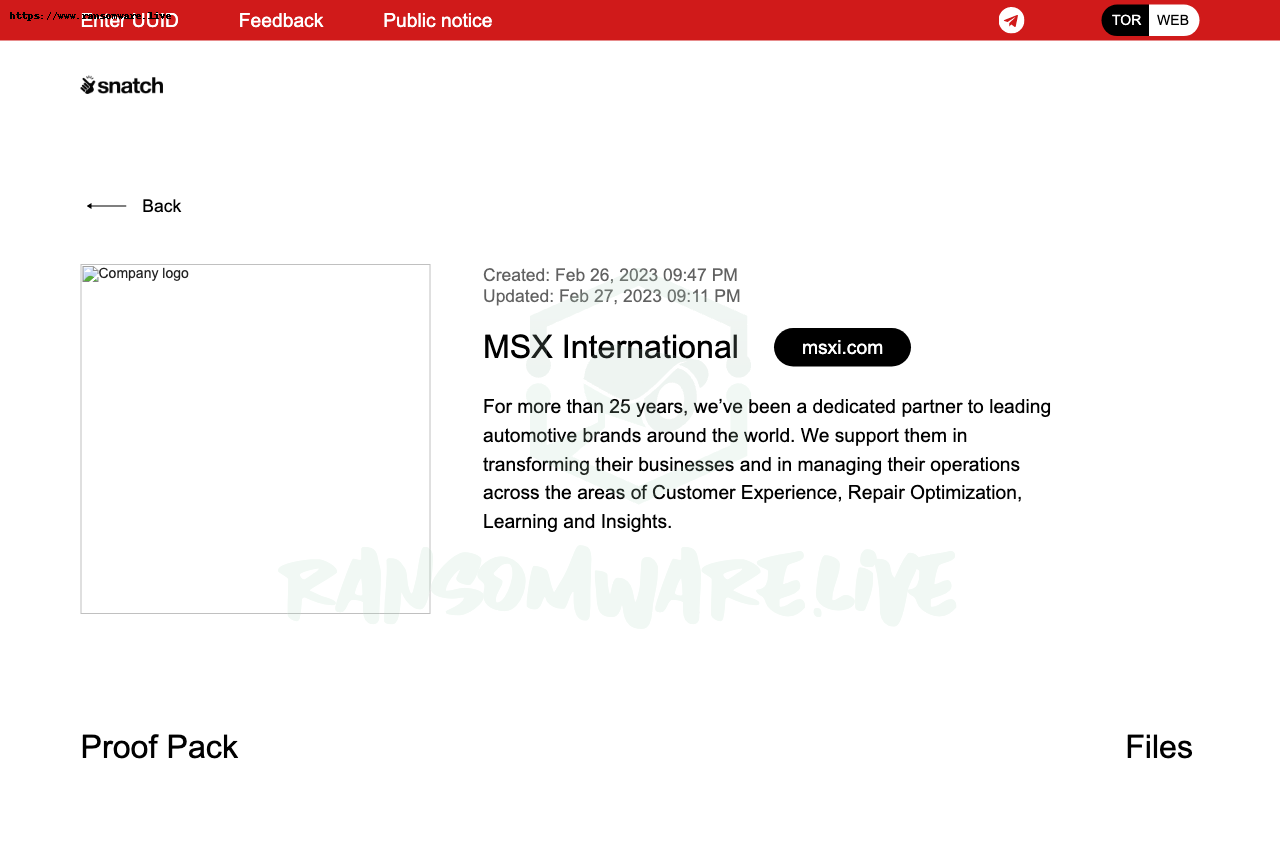 https://www.ransomware.live
Enter UUID Feedback Public notice TOR WEB
snatch
Back
Company logo
Created: Feb 26, 2023 09:47 PM
Updated: Feb 27, 2023 09:11 PM
MSX International msxi.com
For more than 25 years, we’ve been a dedicated partner to leading
automotive brands around the world. We support them in
transforming their businesses and in managing their operations
across the areas of Customer Experience, Repair Optimization,
Learning and Insights.
RANSOMWARE.LIVE
Proof Pack Files